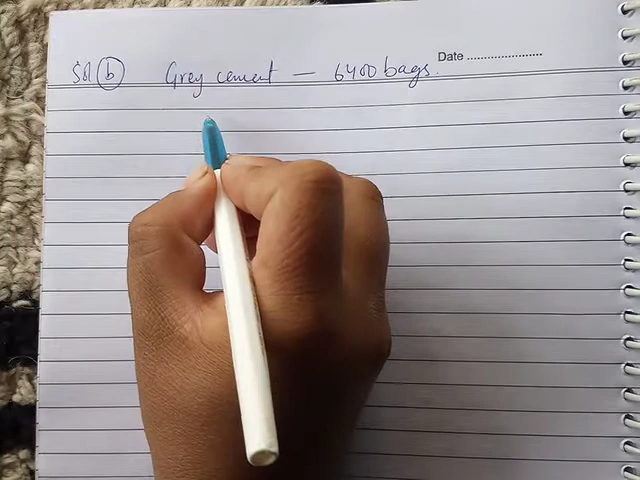 Sol (b) Grey cement — 6400 bags.
Date ........................